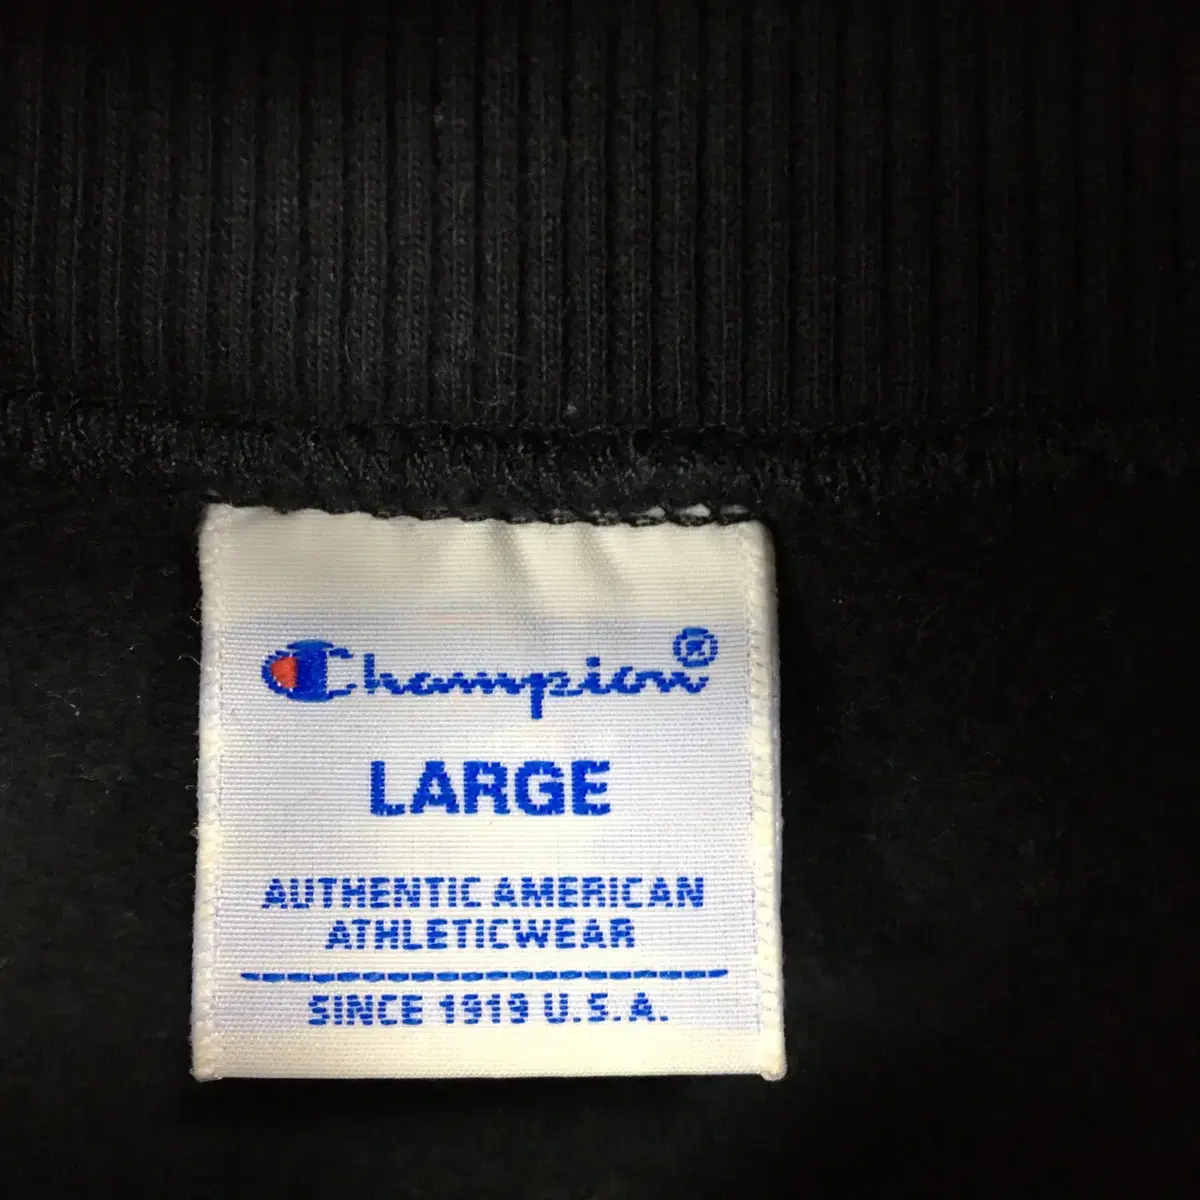 Champion®
LARGE
AUTHENTIC AMERICAN
ATHLETICWEAR
SINCE 1919 U.S.A.